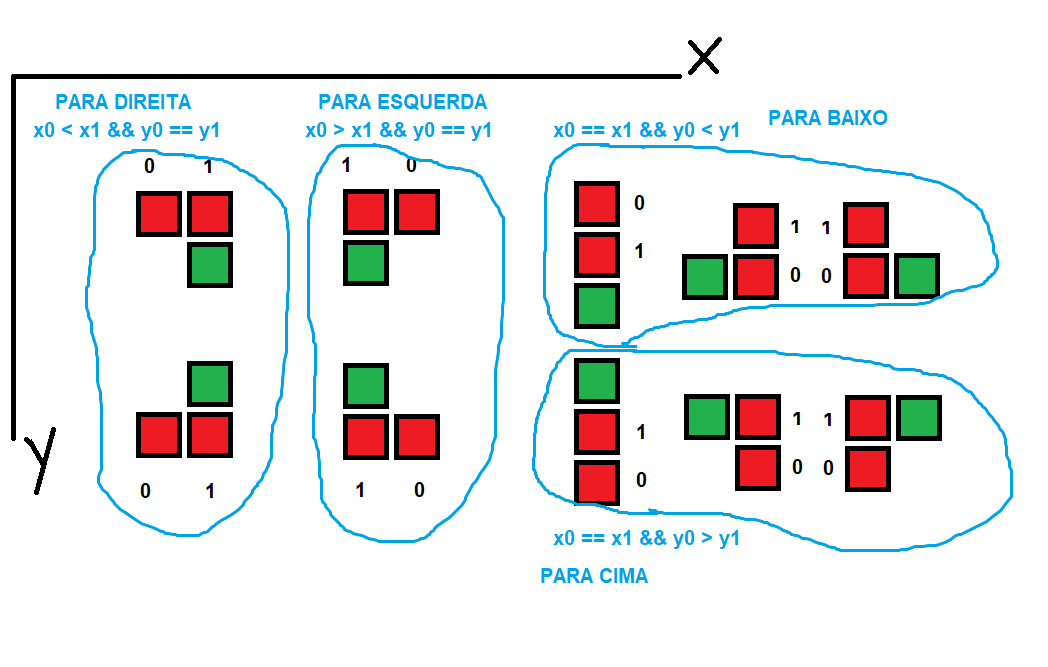 X
PARA DIREITA
x0 < x1 && y0 == y1
0 1
0 1
PARA ESQUERDA
x0 > x1 && y0 == y1
1 0
1 0
PARA BAIXO
x0 == x1 && y0 < y1
0
1
1 1
0 0
1
0
1 1
0 0
x0 == x1 && y0 > y1
PARA CIMA
y